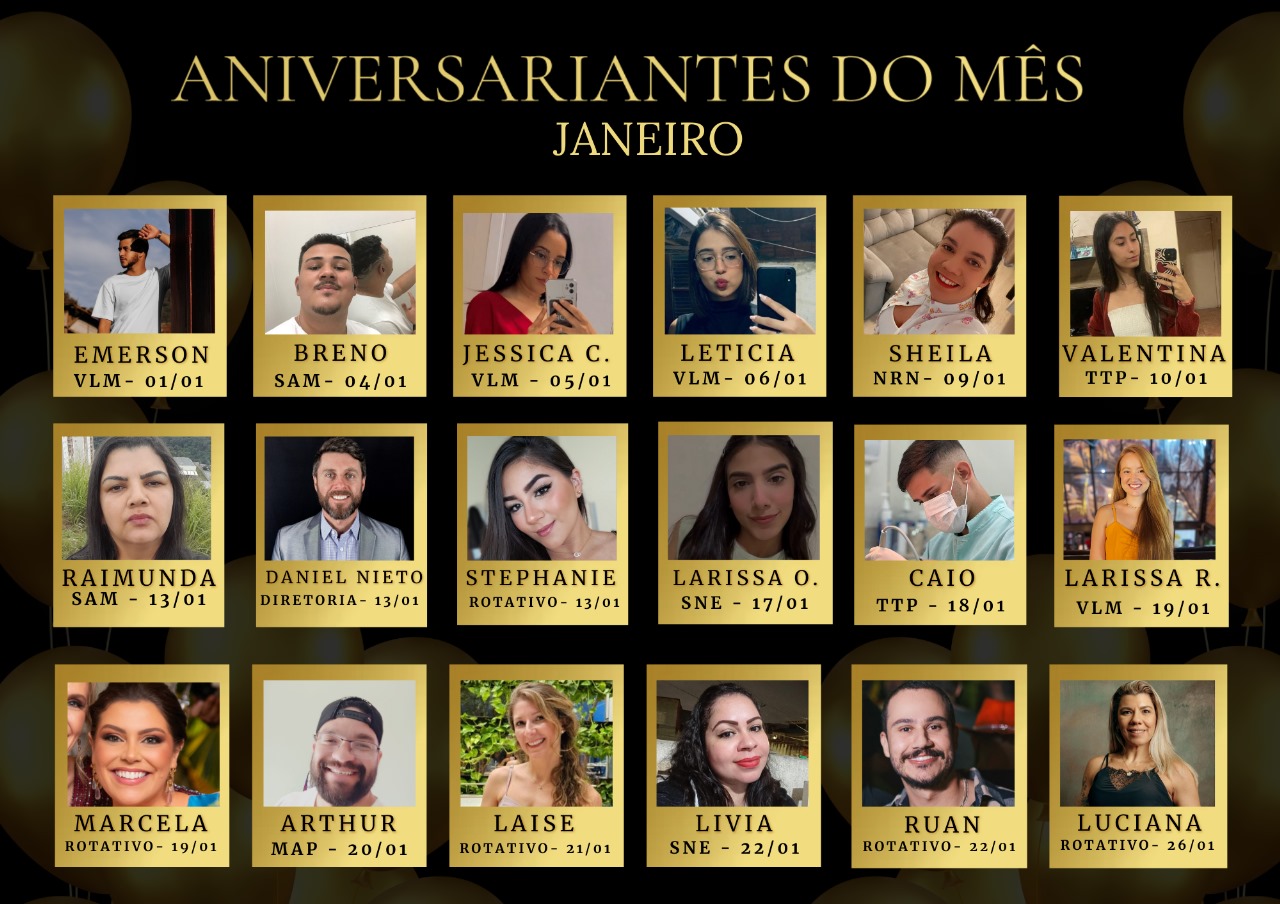 ANIVERSARIANTES DO MÊS
JANEIRO
EMERSON
VLM- 01/01
BRENO
SAM- 04/01
JESSICA C.
VLM - 05/01
LETICIA
VLM- 06/01
SHEILA
NRN- 09/01
VALENTINA
TTP- 10/01
RAIMUNDA
SAM - 13/01
DANIEL NIETO
DIRETORIA- 13/01
STEPHANIE
ROTATIVO- 13/01
LARISSA O.
SNE - 17/01
CAIO
TTP - 18/01
LARISSA R.
VLM - 19/01
MARCELA
ROTATIVO- 19/01
ARTHUR
MAP - 20/01
LAISE
ROTATIVO- 21/01
LIVIA
SNE - 22/01
RUAN
ROTATIVO- 22/01
LUCIANA
ROTATIVO- 26/01